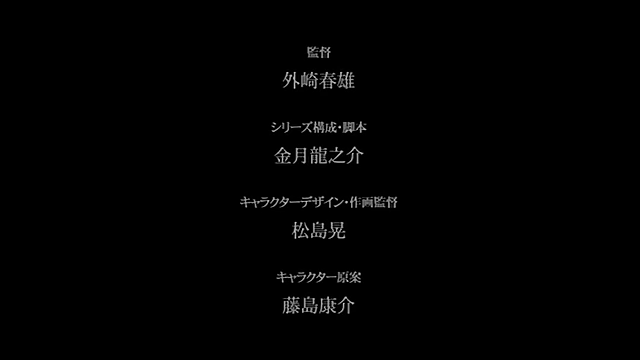 監督
外崎春雄
シリーズ構成・脚本
金月龍之介
キャラクターデザイン・作画監督
松島晃
キャラクター原案
藤島康介